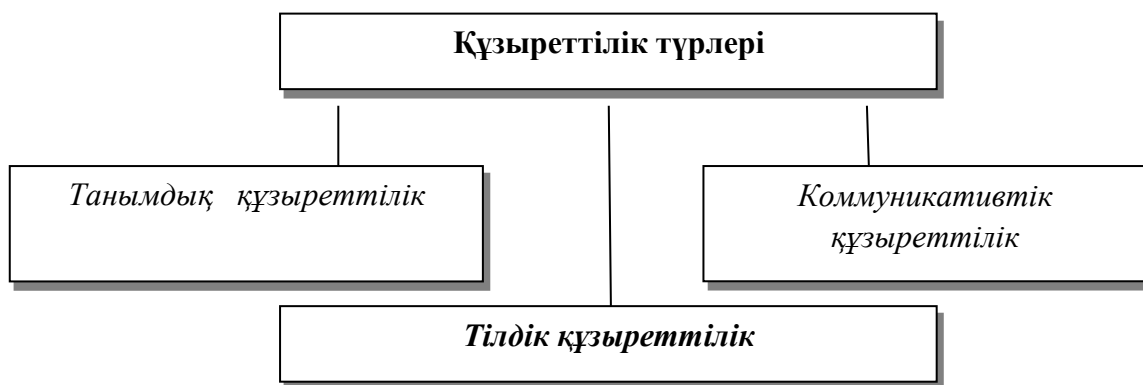 Құзыреттілік түрлері
Танымдық құзыреттілік
Коммуникативтік
құзыреттілік
Тілдік құзыреттілік